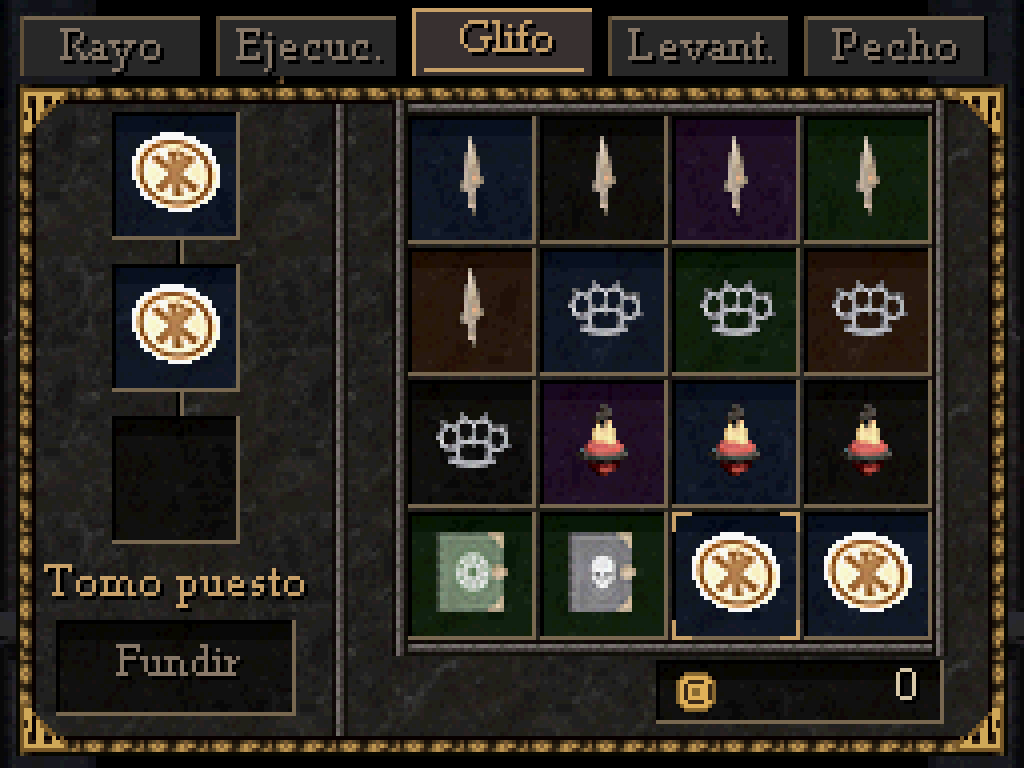 Rayo
Ejecuc.
Glifo
Levant.
Pecho
Tomo puesto
Fundir
0